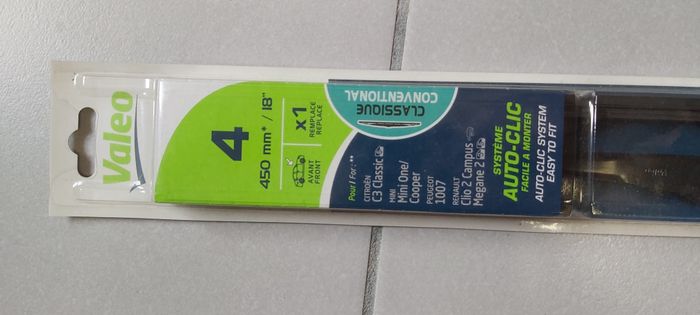 Valeo
4
450 mm* / 18"
AVANT
FRONT
x1
REMPLACE
REPLACE
CLASSIQUE
CONVENTIONAL
Pour / For : **
CITROËN
C3 Classic
MINI
Mini One/
Cooper
PEUGEOT
1007
RENAULT
Clio 2 Campus
Megane 2
SYSTÈME
AUTO-CLIC
FACILE A MONTER
AUTO-CLIC SYSTEM
EASY TO FIT